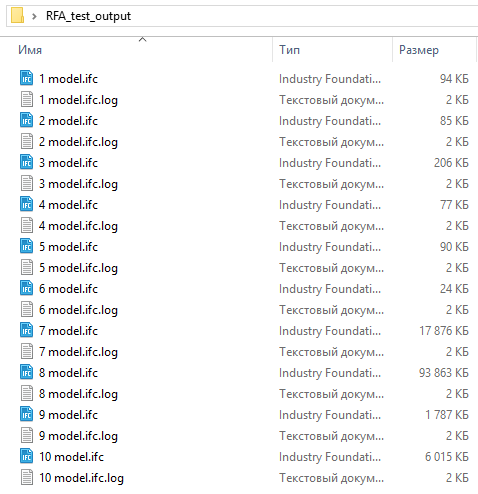 RFA_test_output
Имя Тип Размер
1 model.ifc Industry Foundati... 94 КБ
1 model.ifc.log Текстовый докум... 2 КБ
2 model.ifc Industry Foundati... 85 КБ
2 model.ifc.log Текстовый докум... 2 КБ
3 model.ifc Industry Foundati... 206 КБ
3 model.ifc.log Текстовый докум... 2 КБ
4 model.ifc Industry Foundati... 77 КБ
4 model.ifc.log Текстовый докум... 2 КБ
5 model.ifc Industry Foundati... 90 КБ
5 model.ifc.log Текстовый докум... 2 КБ
6 model.ifc Industry Foundati... 24 КБ
6 model.ifc.log Текстовый докум... 2 КБ
7 model.ifc Industry Foundati... 17 876 КБ
7 model.ifc.log Текстовый докум... 2 КБ
8 model.ifc Industry Foundati... 93 863 КБ
8 model.ifc.log Текстовый докум... 2 КБ
9 model.ifc Industry Foundati... 1 787 КБ
9 model.ifc.log Текстовый докум... 2 КБ
10 model.ifc Industry Foundati... 6 015 КБ
10 model.ifc.log Текстовый докум... 2 КБ